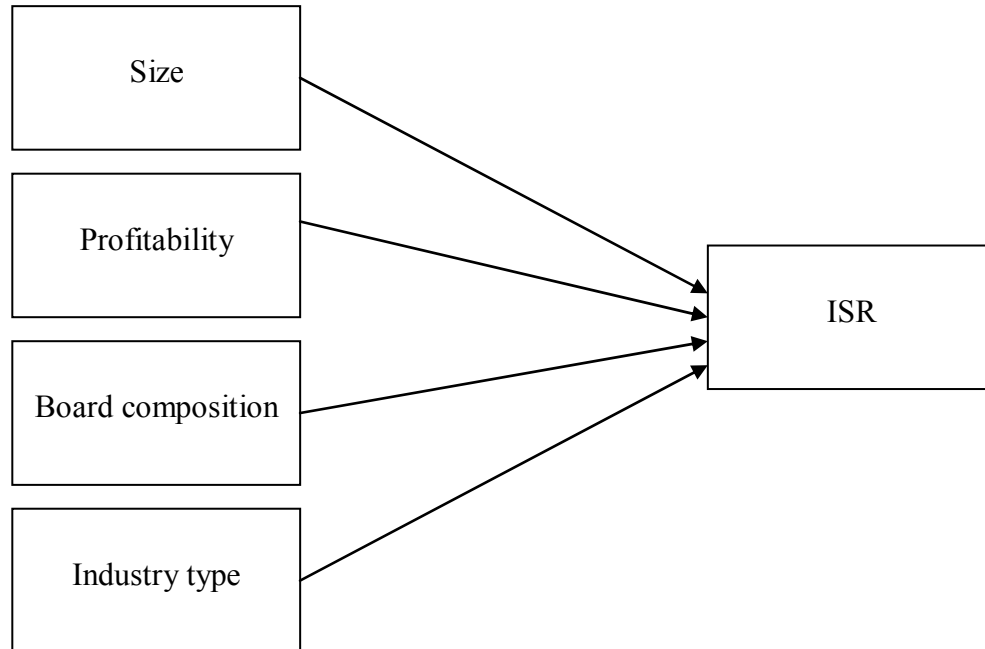 Size
Profitability
ISR
Board composition
Industry type